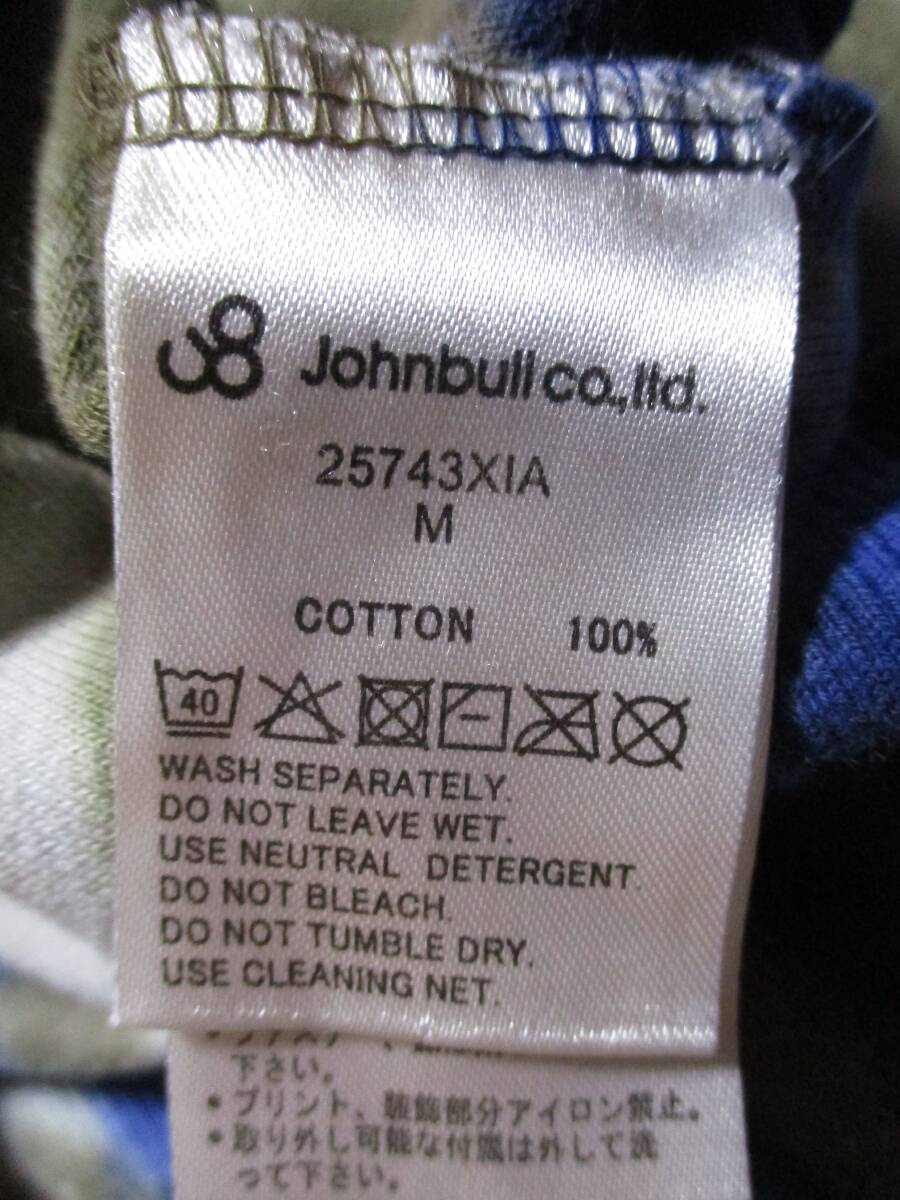 Johnbull co.,ltd.
25743XIA
M
COTTON 100%
40
WASH SEPARATELY.
DO NOT LEAVE WET.
USE NEUTRAL DETERGENT.
DO NOT BLEACH.
DO NOT TUMBLE DRY.
USE CLEANING NET.
下さい。
・プリント、装飾部分アイロン禁止。
・取り外し可能な付属は外して洗
って下さい。